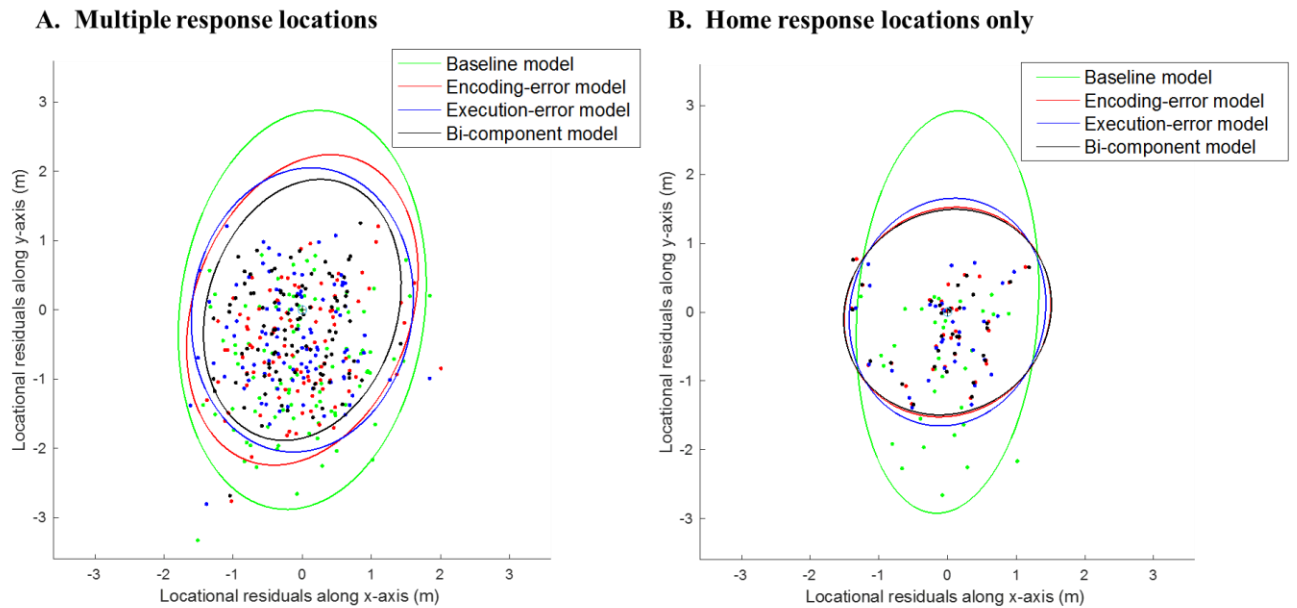 A. Multiple response locations
Baseline model
Encoding-error model
Execution-error model
Bi-component model
3
2
1
0
-1
-2
-3
Locational residuals along y-axis (m)
-3 -2 -1 0 1 2 3
Locational residuals along x-axis (m)
B. Home response locations only
Baseline model
Encoding-error model
Execution-error model
Bi-component model
3
2
1
0
-1
-2
-3
Locational residuals along y-axis (m)
-3 -2 -1 0 1 2 3
Locational residuals along x-axis (m)